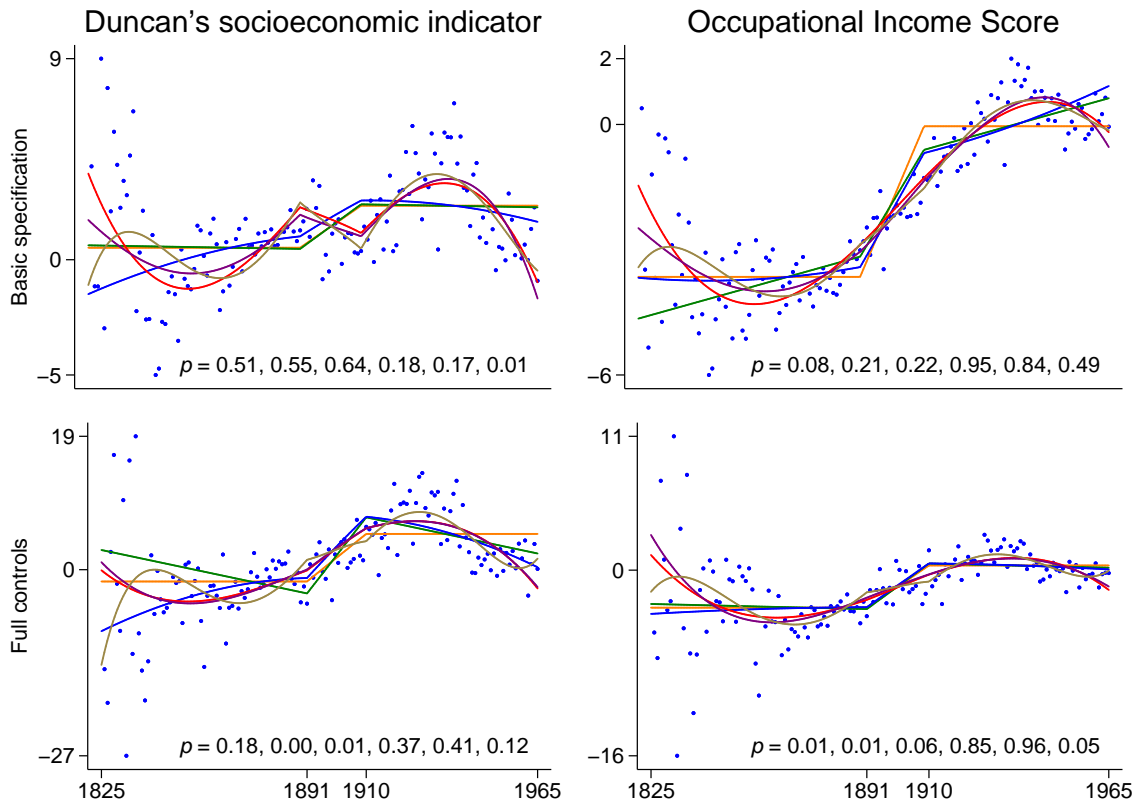 Duncan’s socioeconomic indicator
Occupational Income Score
Basic specification
9
0
−5
p = 0.51, 0.55, 0.64, 0.18, 0.17, 0.01
2
0
−6
p = 0.08, 0.21, 0.22, 0.95, 0.84, 0.49
Full controls
19
0
−27
p = 0.18, 0.00, 0.01, 0.37, 0.41, 0.12
1825 1891 1910 1965
11
0
−16
p = 0.01, 0.01, 0.06, 0.85, 0.96, 0.05
1825 1891 1910 1965